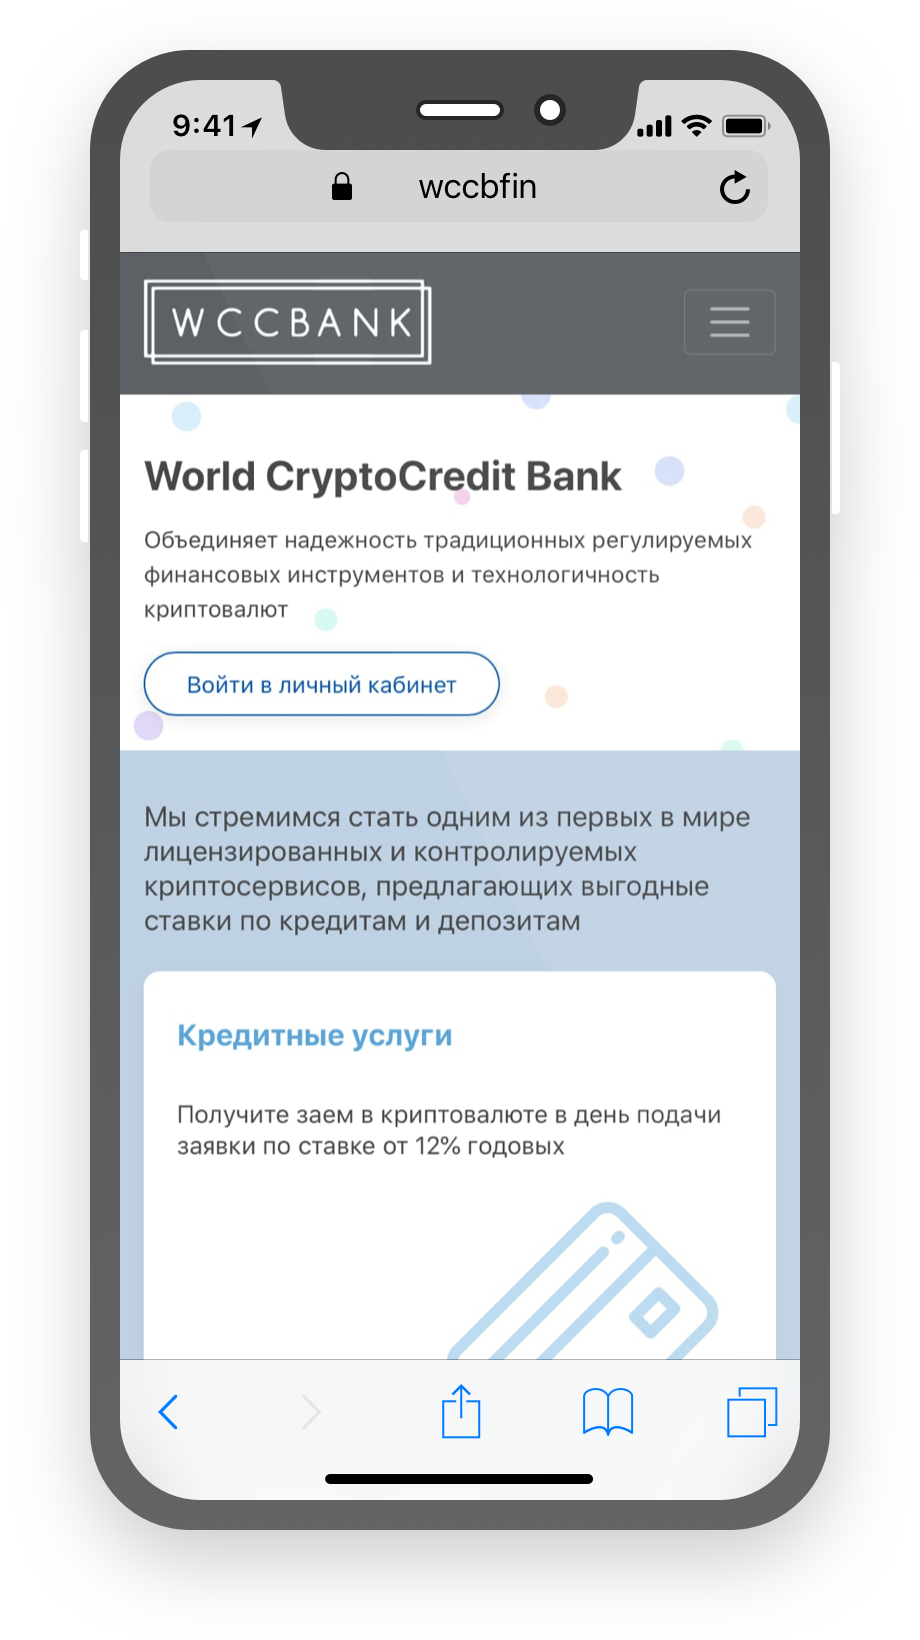 9:41
wccbfin
WCCBANK
World CryptoCredit Bank
Объединяет надежность традиционных регулируемых
финансовых инструментов и технологичность
криптовалют
Войти в личный кабинет
Мы стремимся стать одним из первых в мире
лицензированных и контролируемых
криптосервисов, предлагающих выгодные
ставки по кредитам и депозитам
Кредитные услуги
Получите заем в криптовалюте в день подачи
заявки по ставке от 12% годовых